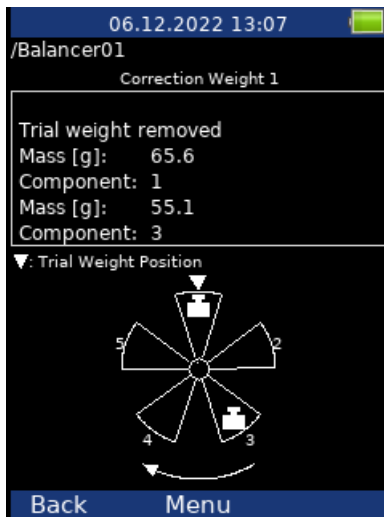 06.12.2022 13:07
/Balancer01
Correction Weight 1
Trial weight removed
Mass [g]: 65.6
Component: 1
Mass [g]: 55.1
Component: 3
▼: Trial Weight Position
5
2
4
3
Back Menu